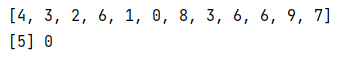 [4, 3, 2, 6, 1, 0, 8, 3, 6, 6, 9, 7]
[5] 0